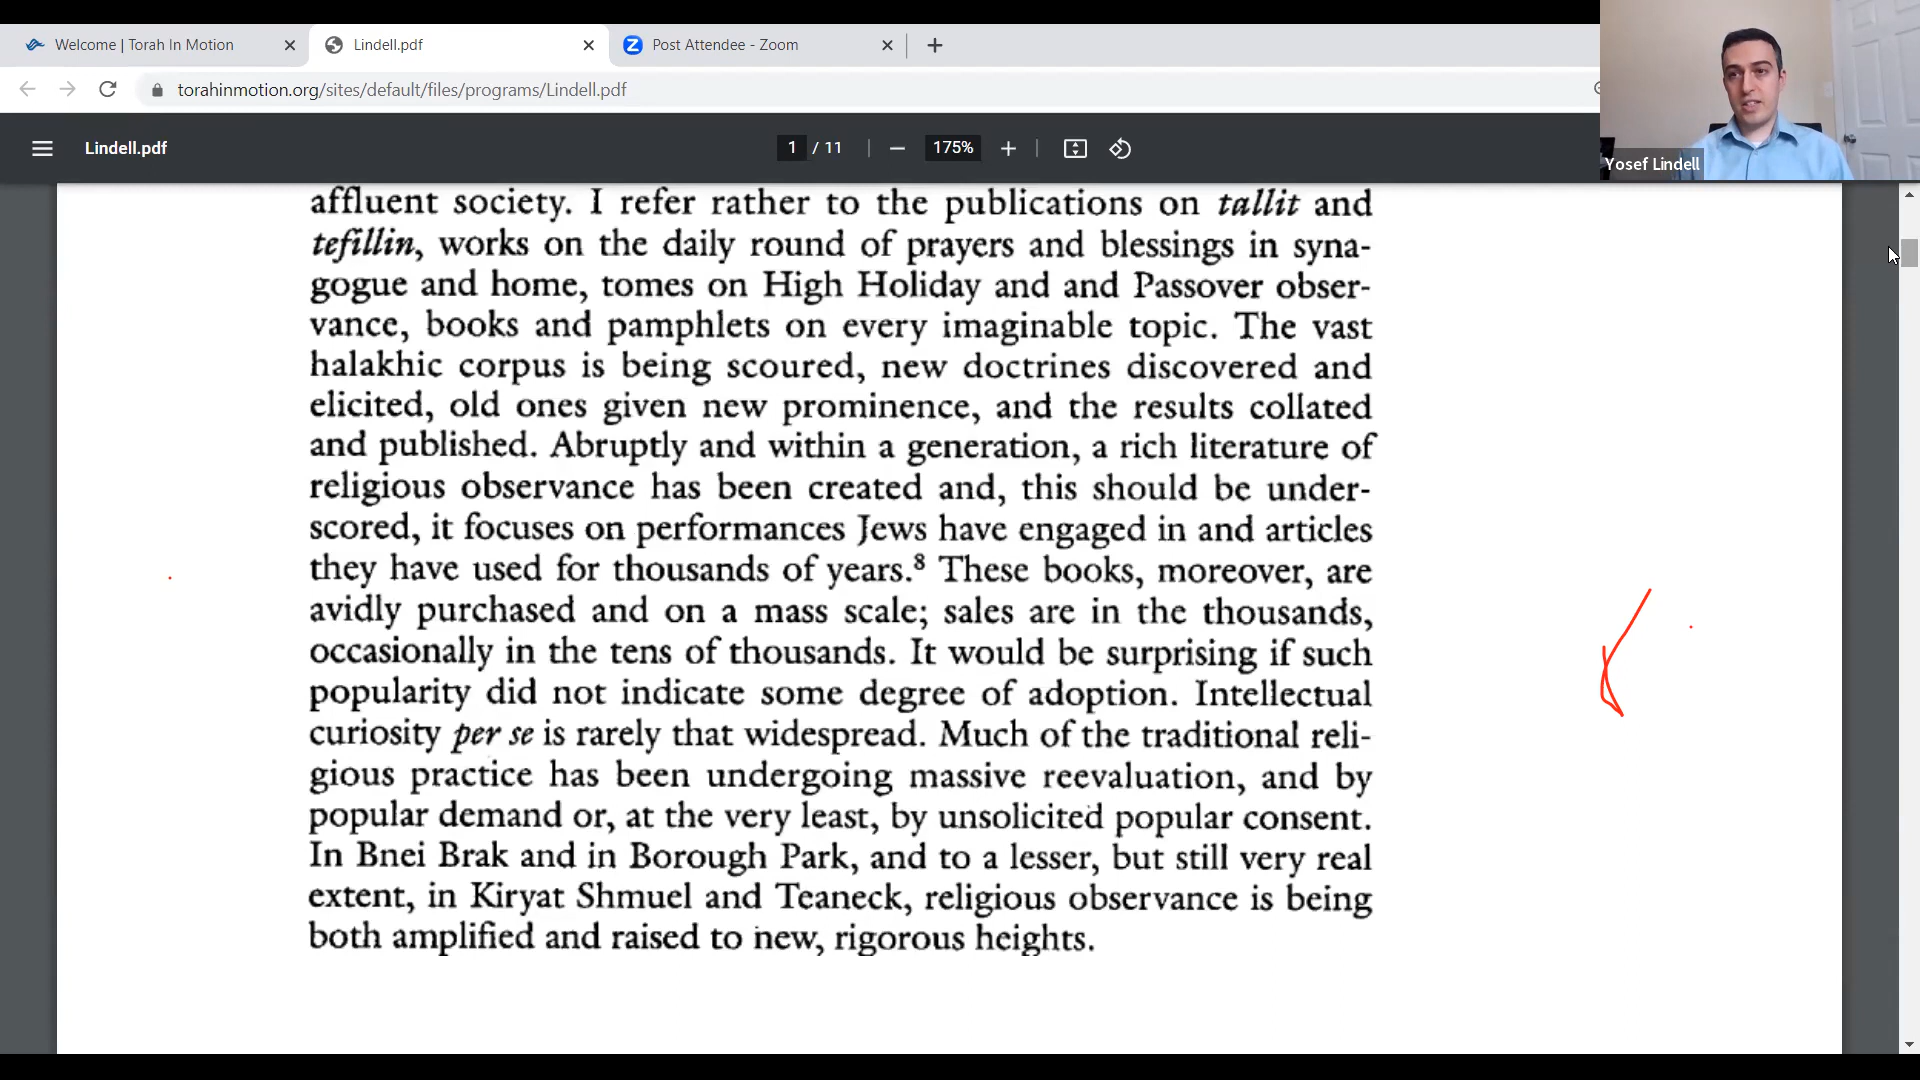 Welcome | Torah In Motion
Lindell.pdf
Post Attendee - Zoom
torahinmotion.org/sites/default/files/programs/Lindell.pdf
Lindell.pdf
1 / 11
175%
Yosef Lindell
affluent society. I refer rather to the publications on tallit and
tefillin, works on the daily round of prayers and blessings in syna-
gogue and home, tomes on High Holiday and and Passover obser-
vance, books and pamphlets on every imaginable topic. The vast
halakhic corpus is being scoured, new doctrines discovered and
elicited, old ones given new prominence, and the results collated
and published. Abruptly and within a generation, a rich literature of
religious observance has been created and, this should be under-
scored, it focuses on performances Jews have engaged in and articles
they have used for thousands of years.⁸ These books, moreover, are
avidly purchased and on a mass scale; sales are in the thousands,
occasionally in the tens of thousands. It would be surprising if such
popularity did not indicate some degree of adoption. Intellectual
curiosity per se is rarely that widespread. Much of the traditional reli-
gious practice has been undergoing massive reevaluation, and by
popular demand or, at the very least, by unsolicited popular consent.
In Bnei Brak and in Borough Park, and to a lesser, but still very real
extent, in Kiryat Shmuel and Teaneck, religious observance is being
both amplified and raised to new, rigorous heights.